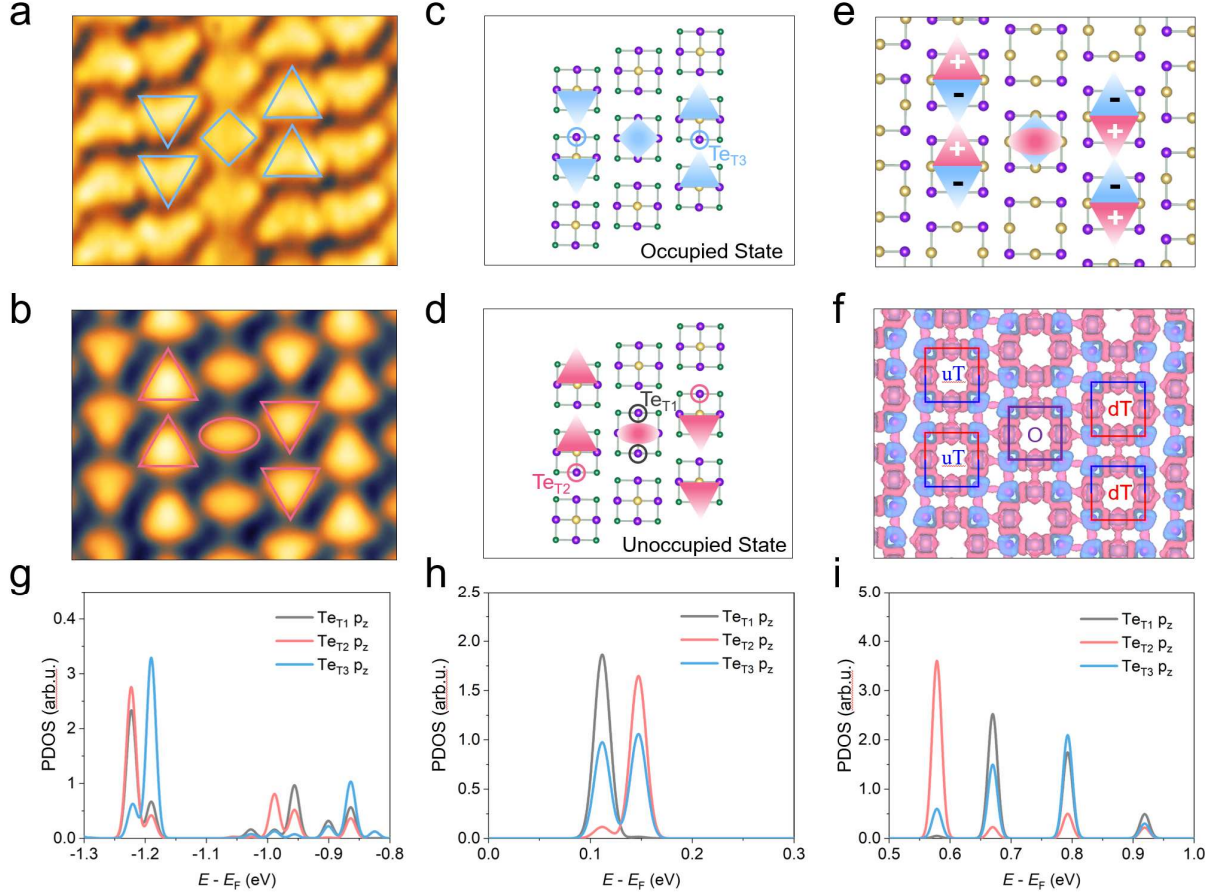 a
c
e
+
-
-
+
+
-
-
+
Te_T3
Occupied State
b
d
f
Te_T1
Te_T2
Unoccupied State
uT
dT
O
uT
dT
g
h
i
0.4
3
2
1
0.0
PDOS (arb.u.)
Te_T1 p_z
Te_T2 p_z
Te_T3 p_z
-1.3
-1.2
-1.1
-1.0
-0.9
-0.8
E - E_F (eV)
2.5
2.0
1.5
1.0
0.5
0.0
PDOS (arb.u.)
Te_T1 p_z
Te_T2 p_z
Te_T3 p_z
0.0
0.1
0.2
0.3
E - E_F (eV)
5.0
4.0
3.0
2.0
1.0
0.0
PDOS (arb.u.)
Te_T1 p_z
Te_T2 p_z
Te_T3 p_z
0.5
0.6
0.7
0.8
0.9
1.0
E - E_F (eV)